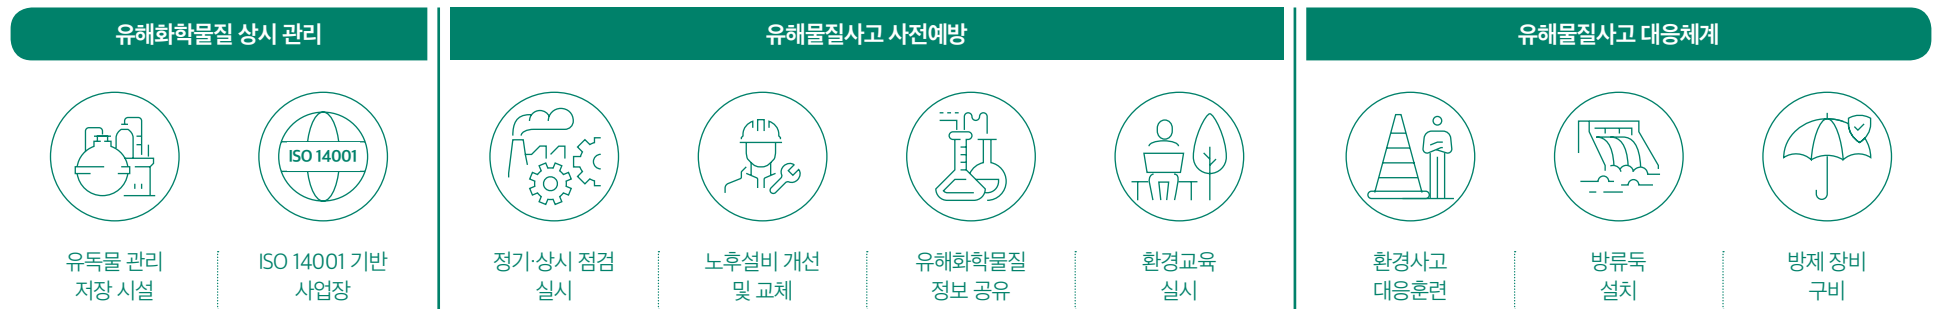 유해화학물질 상시 관리
ISO 14001
유독물 관리
저장 시설
ISO 14001 기반
사업장
유해물질사고 사전예방
정기·상시 점검
실시
노후설비 개선
및 교체
유해화학물질
정보 공유
환경교육
실시
유해물질사고 대응체계
환경사고
대응훈련
방류둑
설치
방제 장비
구비